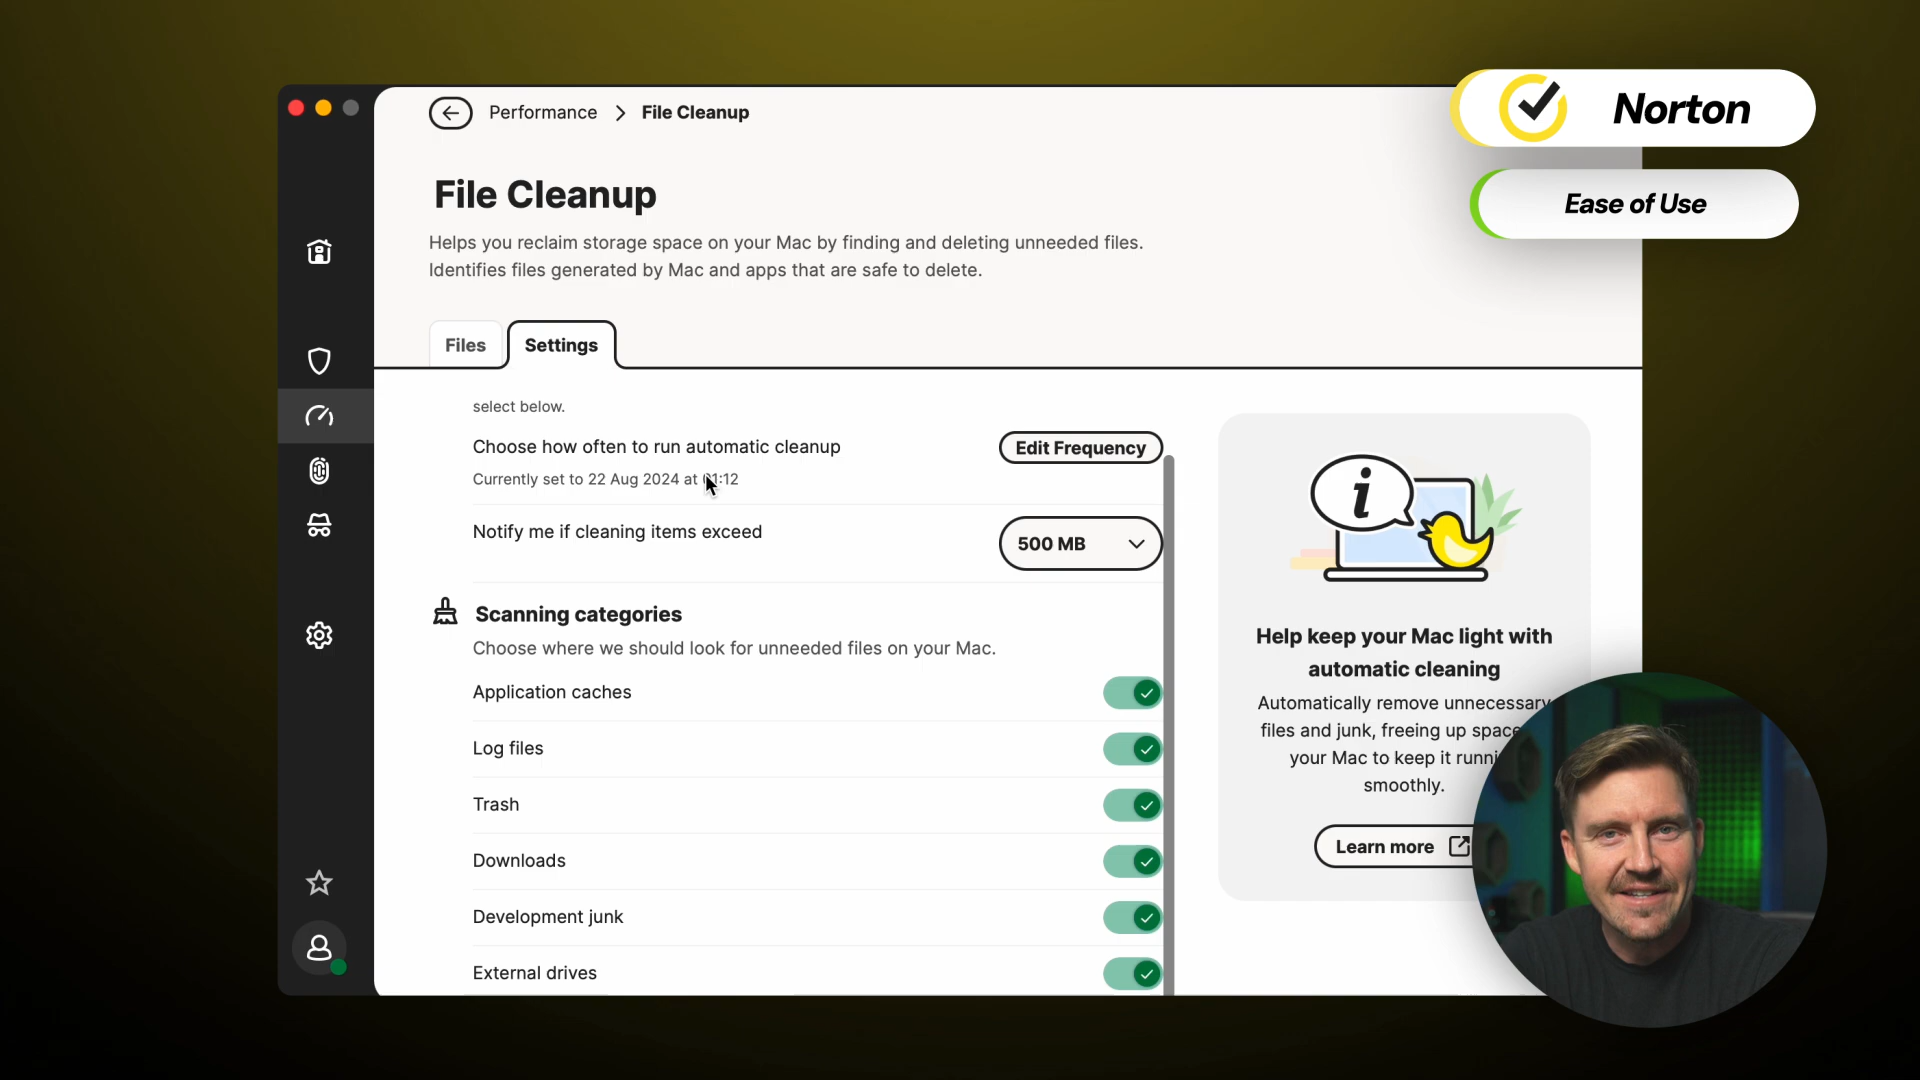 Norton
Ease of Use
Performance > File Cleanup
File Cleanup
Helps you reclaim storage space on your Mac by finding and deleting unneeded files.
Identifies files generated by Mac and apps that are safe to delete.
Files
Settings
select below.
Choose how often to run automatic cleanup
Edit Frequency
Currently set to 22 Aug 2024 at :12
Notify me if cleaning items exceed
500 MB
Scanning categories
Choose where we should look for unneeded files on your Mac.
Application caches
Log files
Trash
Downloads
Development junk
External drives
i
Help keep your Mac light with
automatic cleaning
Automatically remove unnecessary
files and junk, freeing up space
your Mac to keep it runni
smoothly.
Learn more